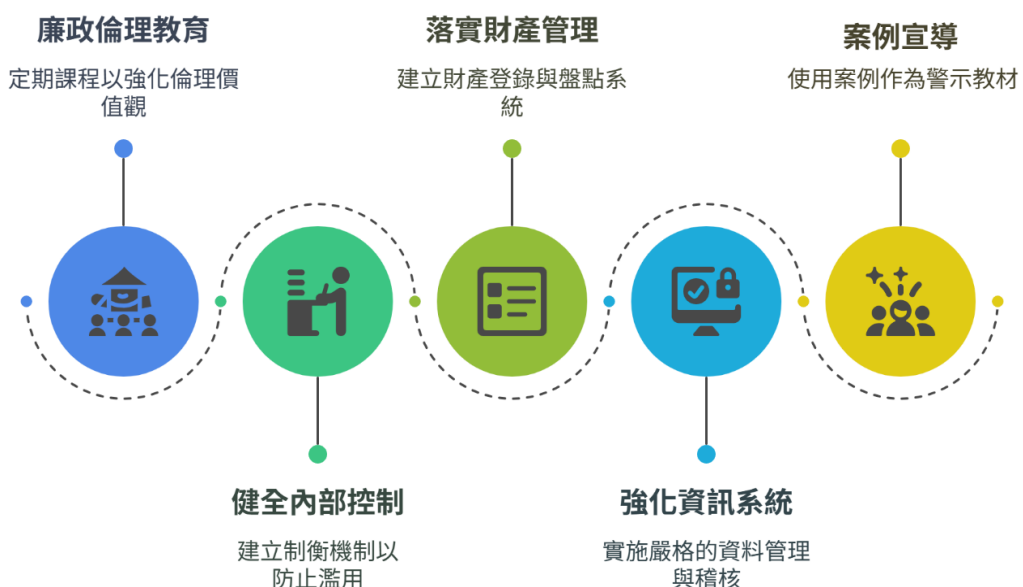 廉政倫理教育
定期課程以強化倫理價
值觀
健全內部控制
建立制衡機制以
防止濫用
落實財產管理
建立財產登錄與盤點系
統
強化資訊系統
實施嚴格的資料管理
與稽核
案例宣導
使用案例作為警示教材